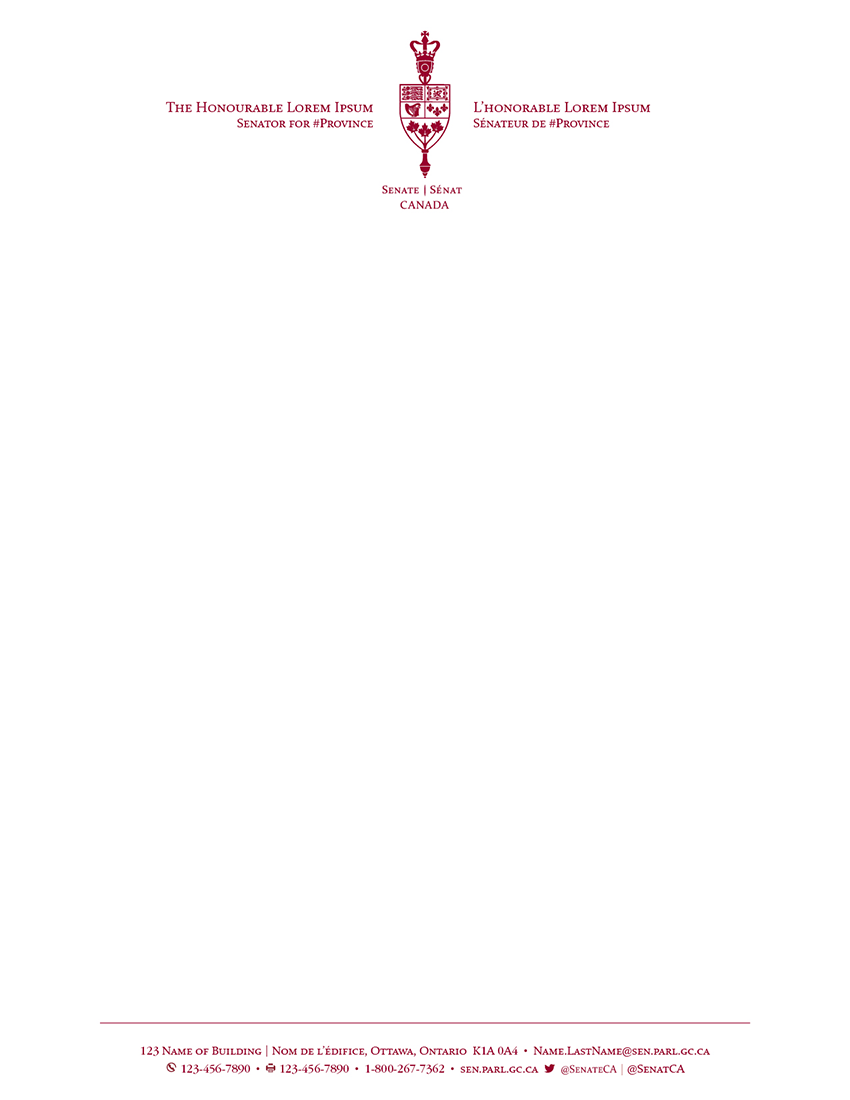 The Honourable Lorem Ipsum
Senator for #Province
L'honorable Lorem Ipsum
Sénateur de #Province
Senate | Sénat
CANADA
123 Name of Building | Nom de l'édifice, Ottawa, Ontario K1A 0A4 • Name.LastName@sen.parl.gc.ca
123-456-7890 • 123-456-7890 • 1-800-267-7362 • sen.parl.gc.ca @SenateCA | @SenatCA